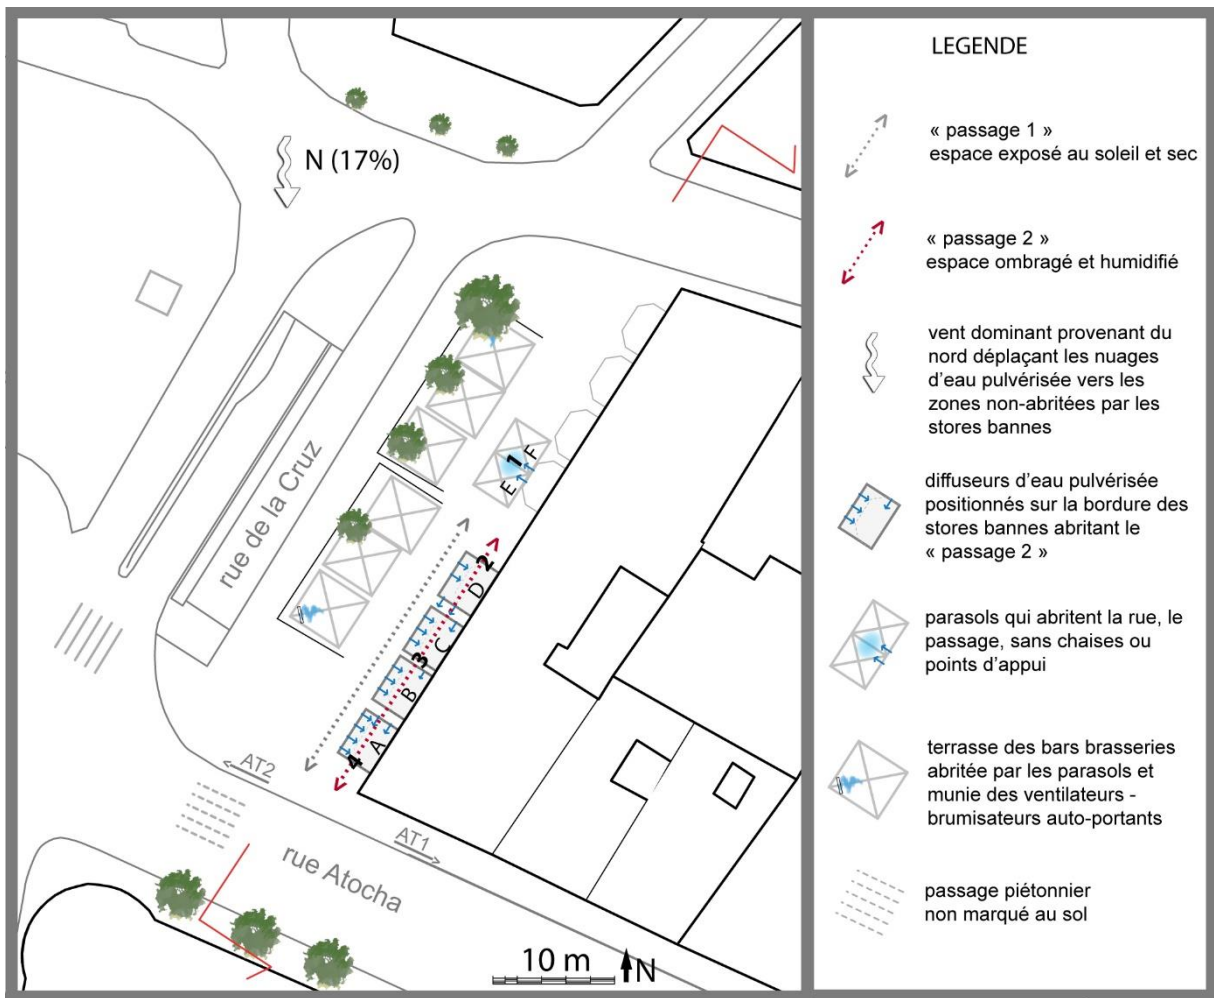 N (17%)
rue de la Cruz
1
E
F
2
D
C
3
B
A
4
AT2
AT1
rue Atocha
10 m
N
LEGENDE
« passage 1 »
espace exposé au soleil et sec
« passage 2 »
espace ombragé et humidifié
vent dominant provenant du
nord déplaçant les nuages
d'eau pulvérisée vers les
zones non-abritées par les
stores bannes
diffuseurs d'eau pulvérisée
positionnés sur la bordure des
stores bannes abritant le
« passage 2 »
parasols qui abritent la rue, le
passage, sans chaises ou
points d'appui
terrasse des bars brasseries
abritée par les parasols et
munie des ventilateurs -
brumisateurs auto-portants
passage piétonnier
non marqué au sol